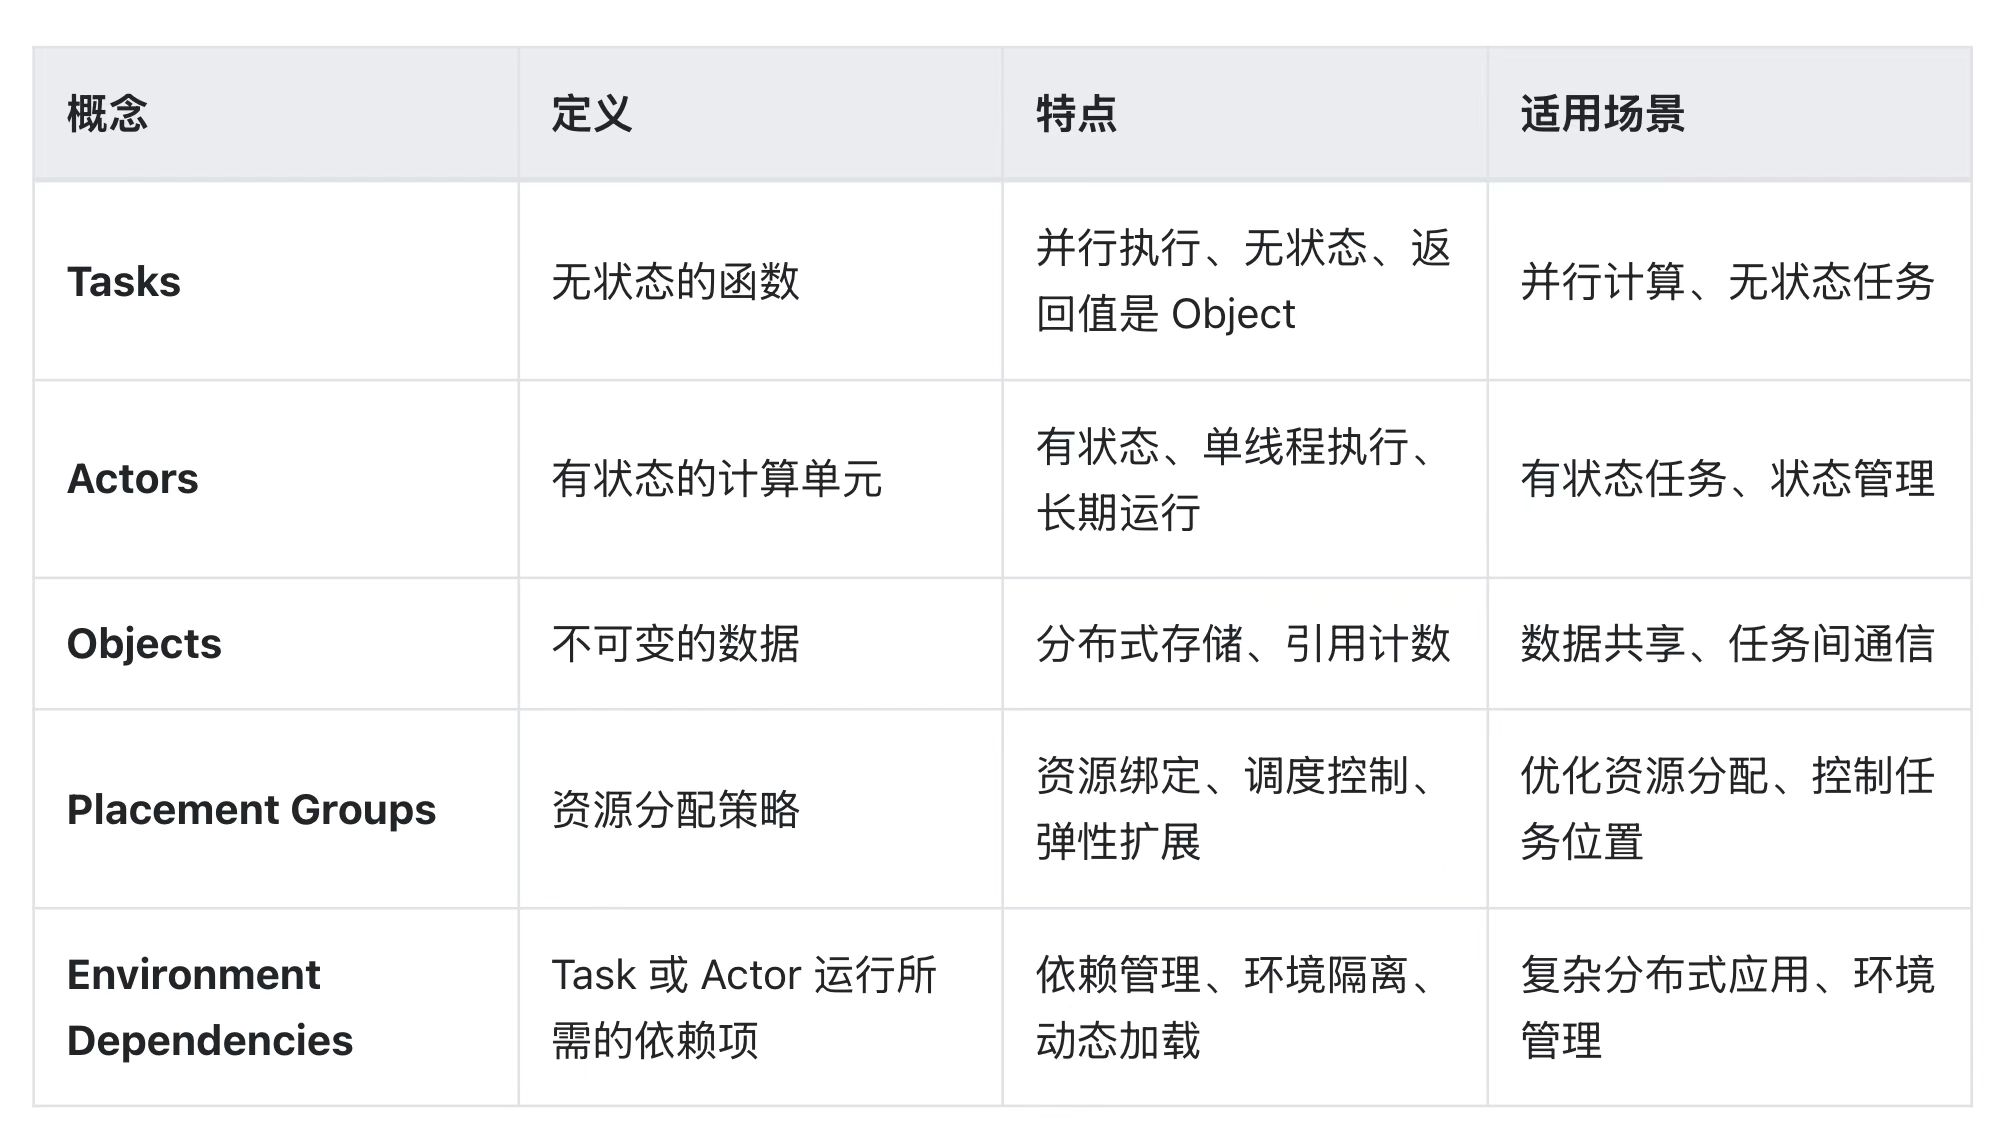 概念 定义 特点 适用场景
Tasks 无状态的函数 并行执行、无状态、返回值是 Object 并行计算、无状态任务
Actors 有状态的计算单元 有状态、单线程执行、长期运行 有状态任务、状态管理
Objects 不可变的数据 分布式存储、引用计数 数据共享、任务间通信
Placement Groups 资源分配策略 资源绑定、调度控制、弹性扩展 优化资源分配、控制任务位置
Environment Dependencies Task 或 Actor 运行所需的依赖项 依赖管理、环境隔离、动态加载 复杂分布式应用、环境管理